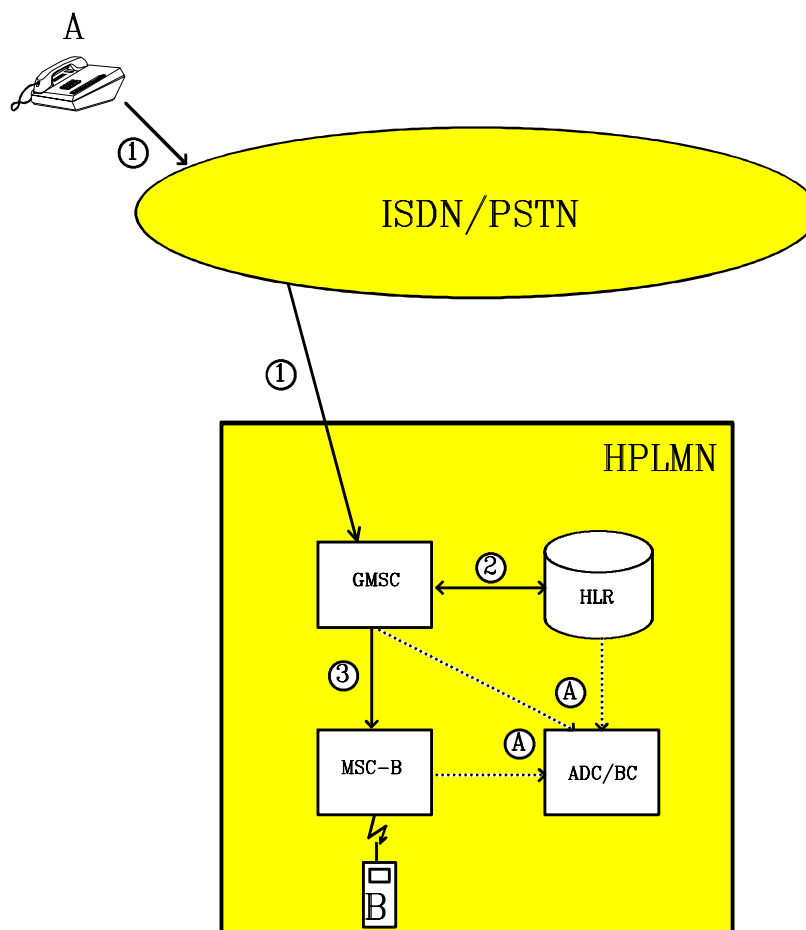 A
1
ISDN/PSTN
1
HPLMN
GMSC
2
HLR
3
A
A
MSC-B
ADC/BC
B